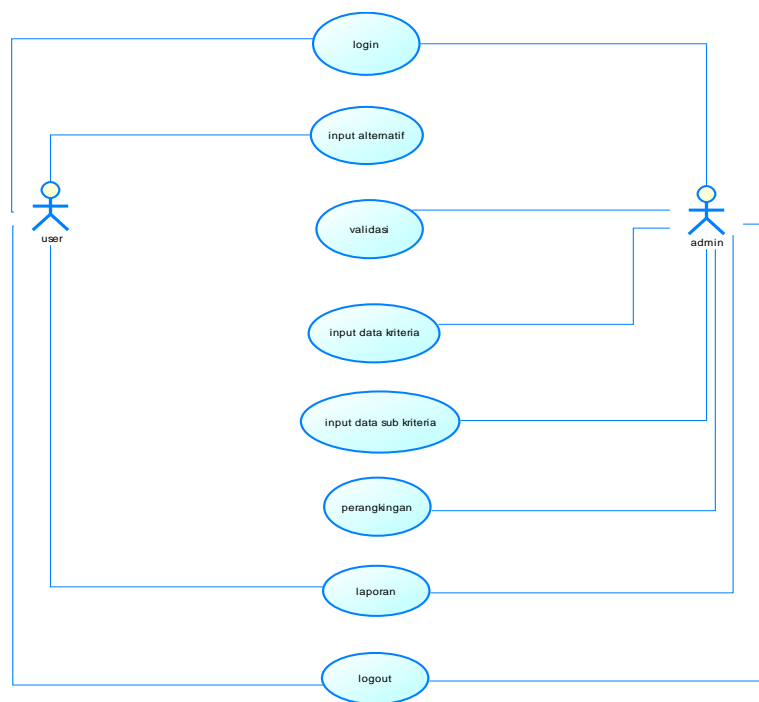 login
input alternatif
validasi
user
admin
input data kriteria
input data sub kriteria
perangkingan
laporan
logout